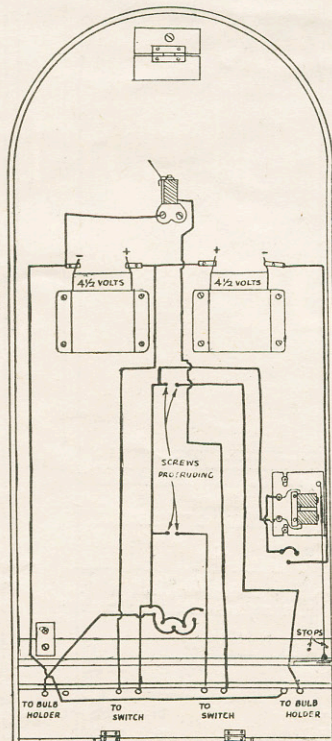 - + + -
4½ VOLTS 4½ VOLTS
SCREWS
PROTRUDING
STOPS
TO BULB
HOLDER
TO
SWITCH
TO
SWITCH
TO BULB
HOLDER